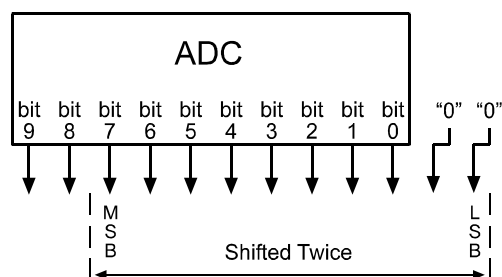 ADC
bit bit bit bit bit bit bit bit bit bit "0" "0"
9 8 7 6 5 4 3 2 1 0
MSB
LSB
Shifted Twice